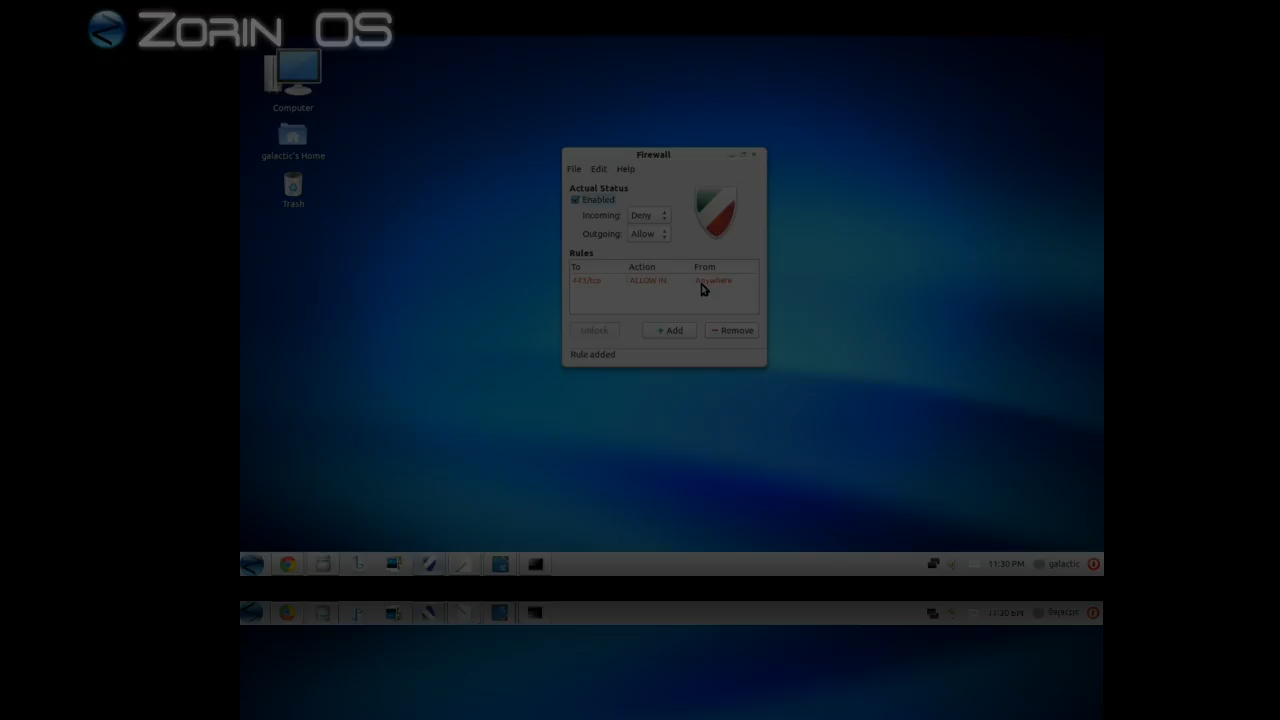 ZORIN OS
Computer
galactic's Home
Trash
Firewall
File Edit Help
Actual Status
Enabled
Incoming: Deny
Outgoing: Allow
Rules
To Action From
443/tcp ALLOW IN Anywhere
Unlock + Add − Remove
Rule added
11:30 PM galactic